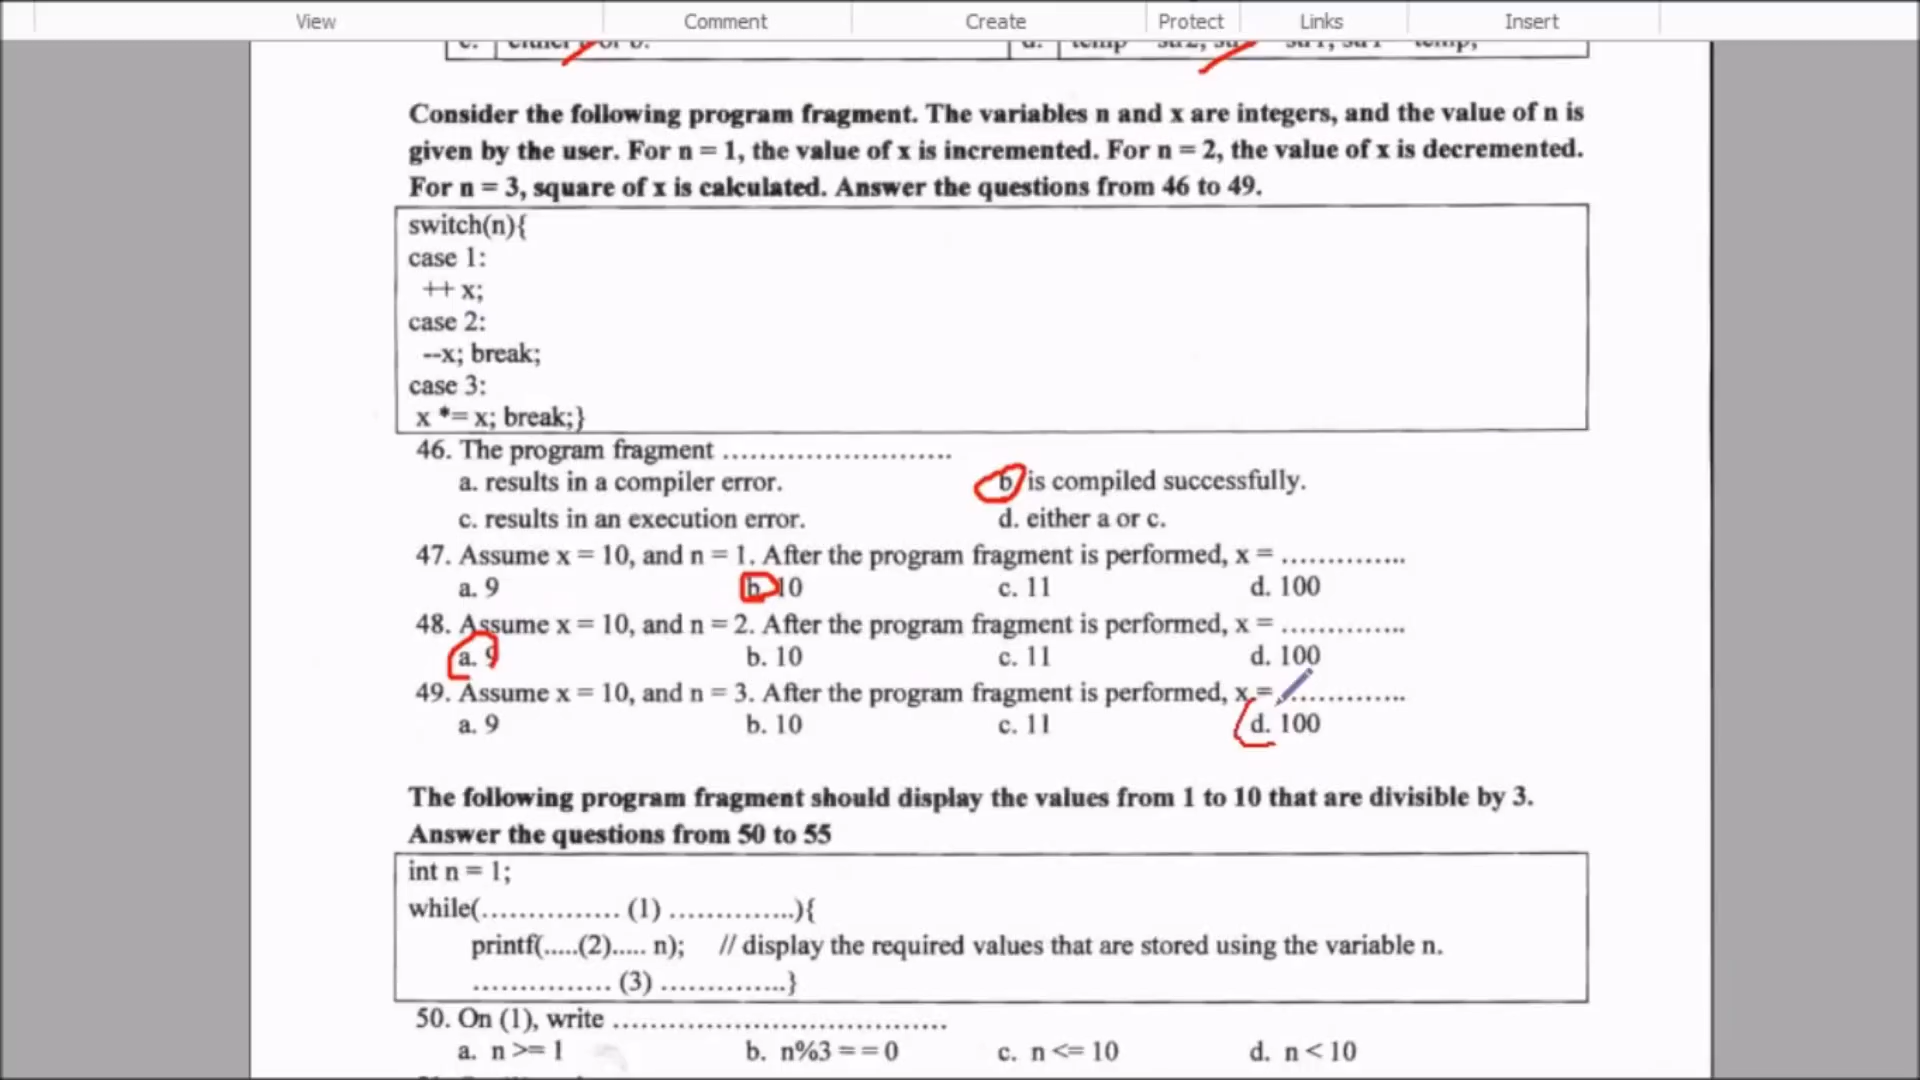 View Comment Create Protect Links Insert
Consider the following program fragment. The variables n and x are integers, and the value of n is
given by the user. For n = 1, the value of x is incremented. For n = 2, the value of x is decremented.
For n = 3, square of x is calculated. Answer the questions from 46 to 49.
switch(n){
case 1:
++ x;
case 2:
--x; break;
case 3:
x *= x; break;}
46. The program fragment .........................
a. results in a compiler error. b. is compiled successfully.
c. results in an execution error. d. either a or c.
47. Assume x = 10, and n = 1. After the program fragment is performed, x = ..............
a. 9 b. 10 c. 11 d. 100
48. Assume x = 10, and n = 2. After the program fragment is performed, x = ..............
a. 9 b. 10 c. 11 d. 100
49. Assume x = 10, and n = 3. After the program fragment is performed, x = ..............
a. 9 b. 10 c. 11 d. 100
The following program fragment should display the values from 1 to 10 that are divisible by 3.
Answer the questions from 50 to 55
int n = 1;
while(............... (1) ..............){
printf(.....(2)..... n); // display the required values that are stored using the variable n.
............... (3) ..............}
50. On (1), write ....................................
a. n >= 1 b. n%3 = = 0 c. n <= 10 d. n < 10